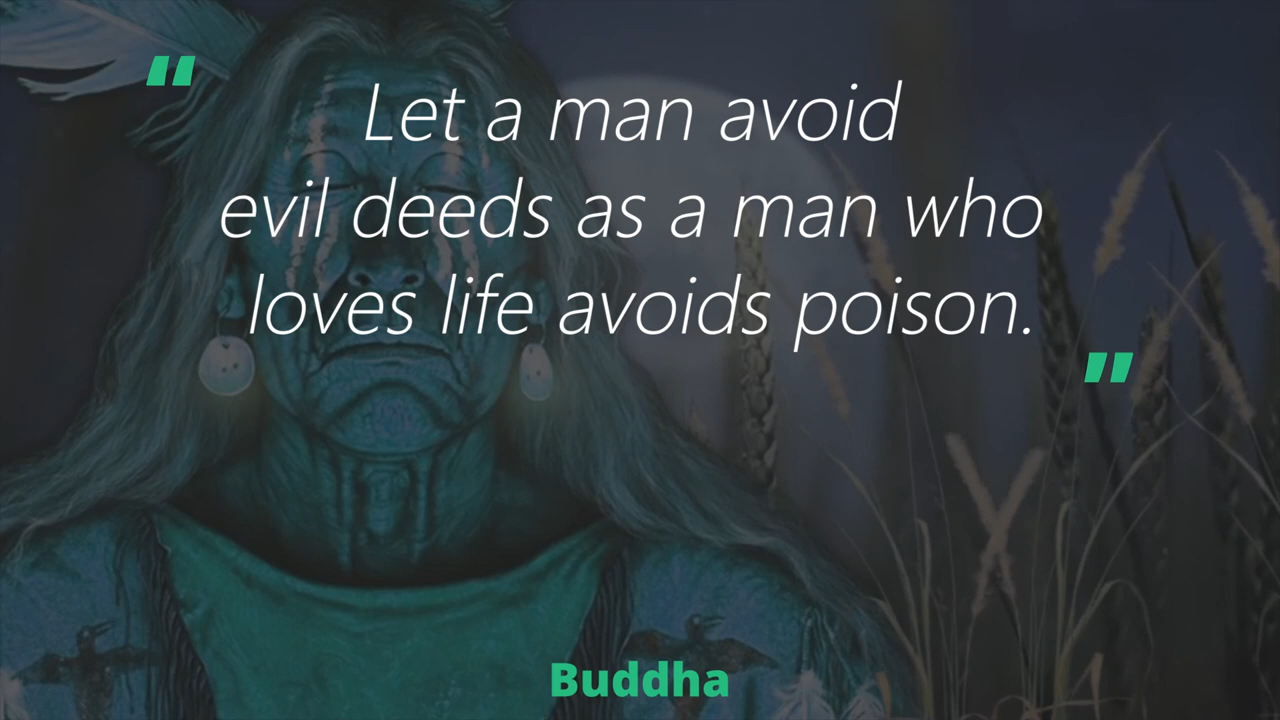 "
Let a man avoid
evil deeds as a man who
loves life avoids poison.
"
Buddha